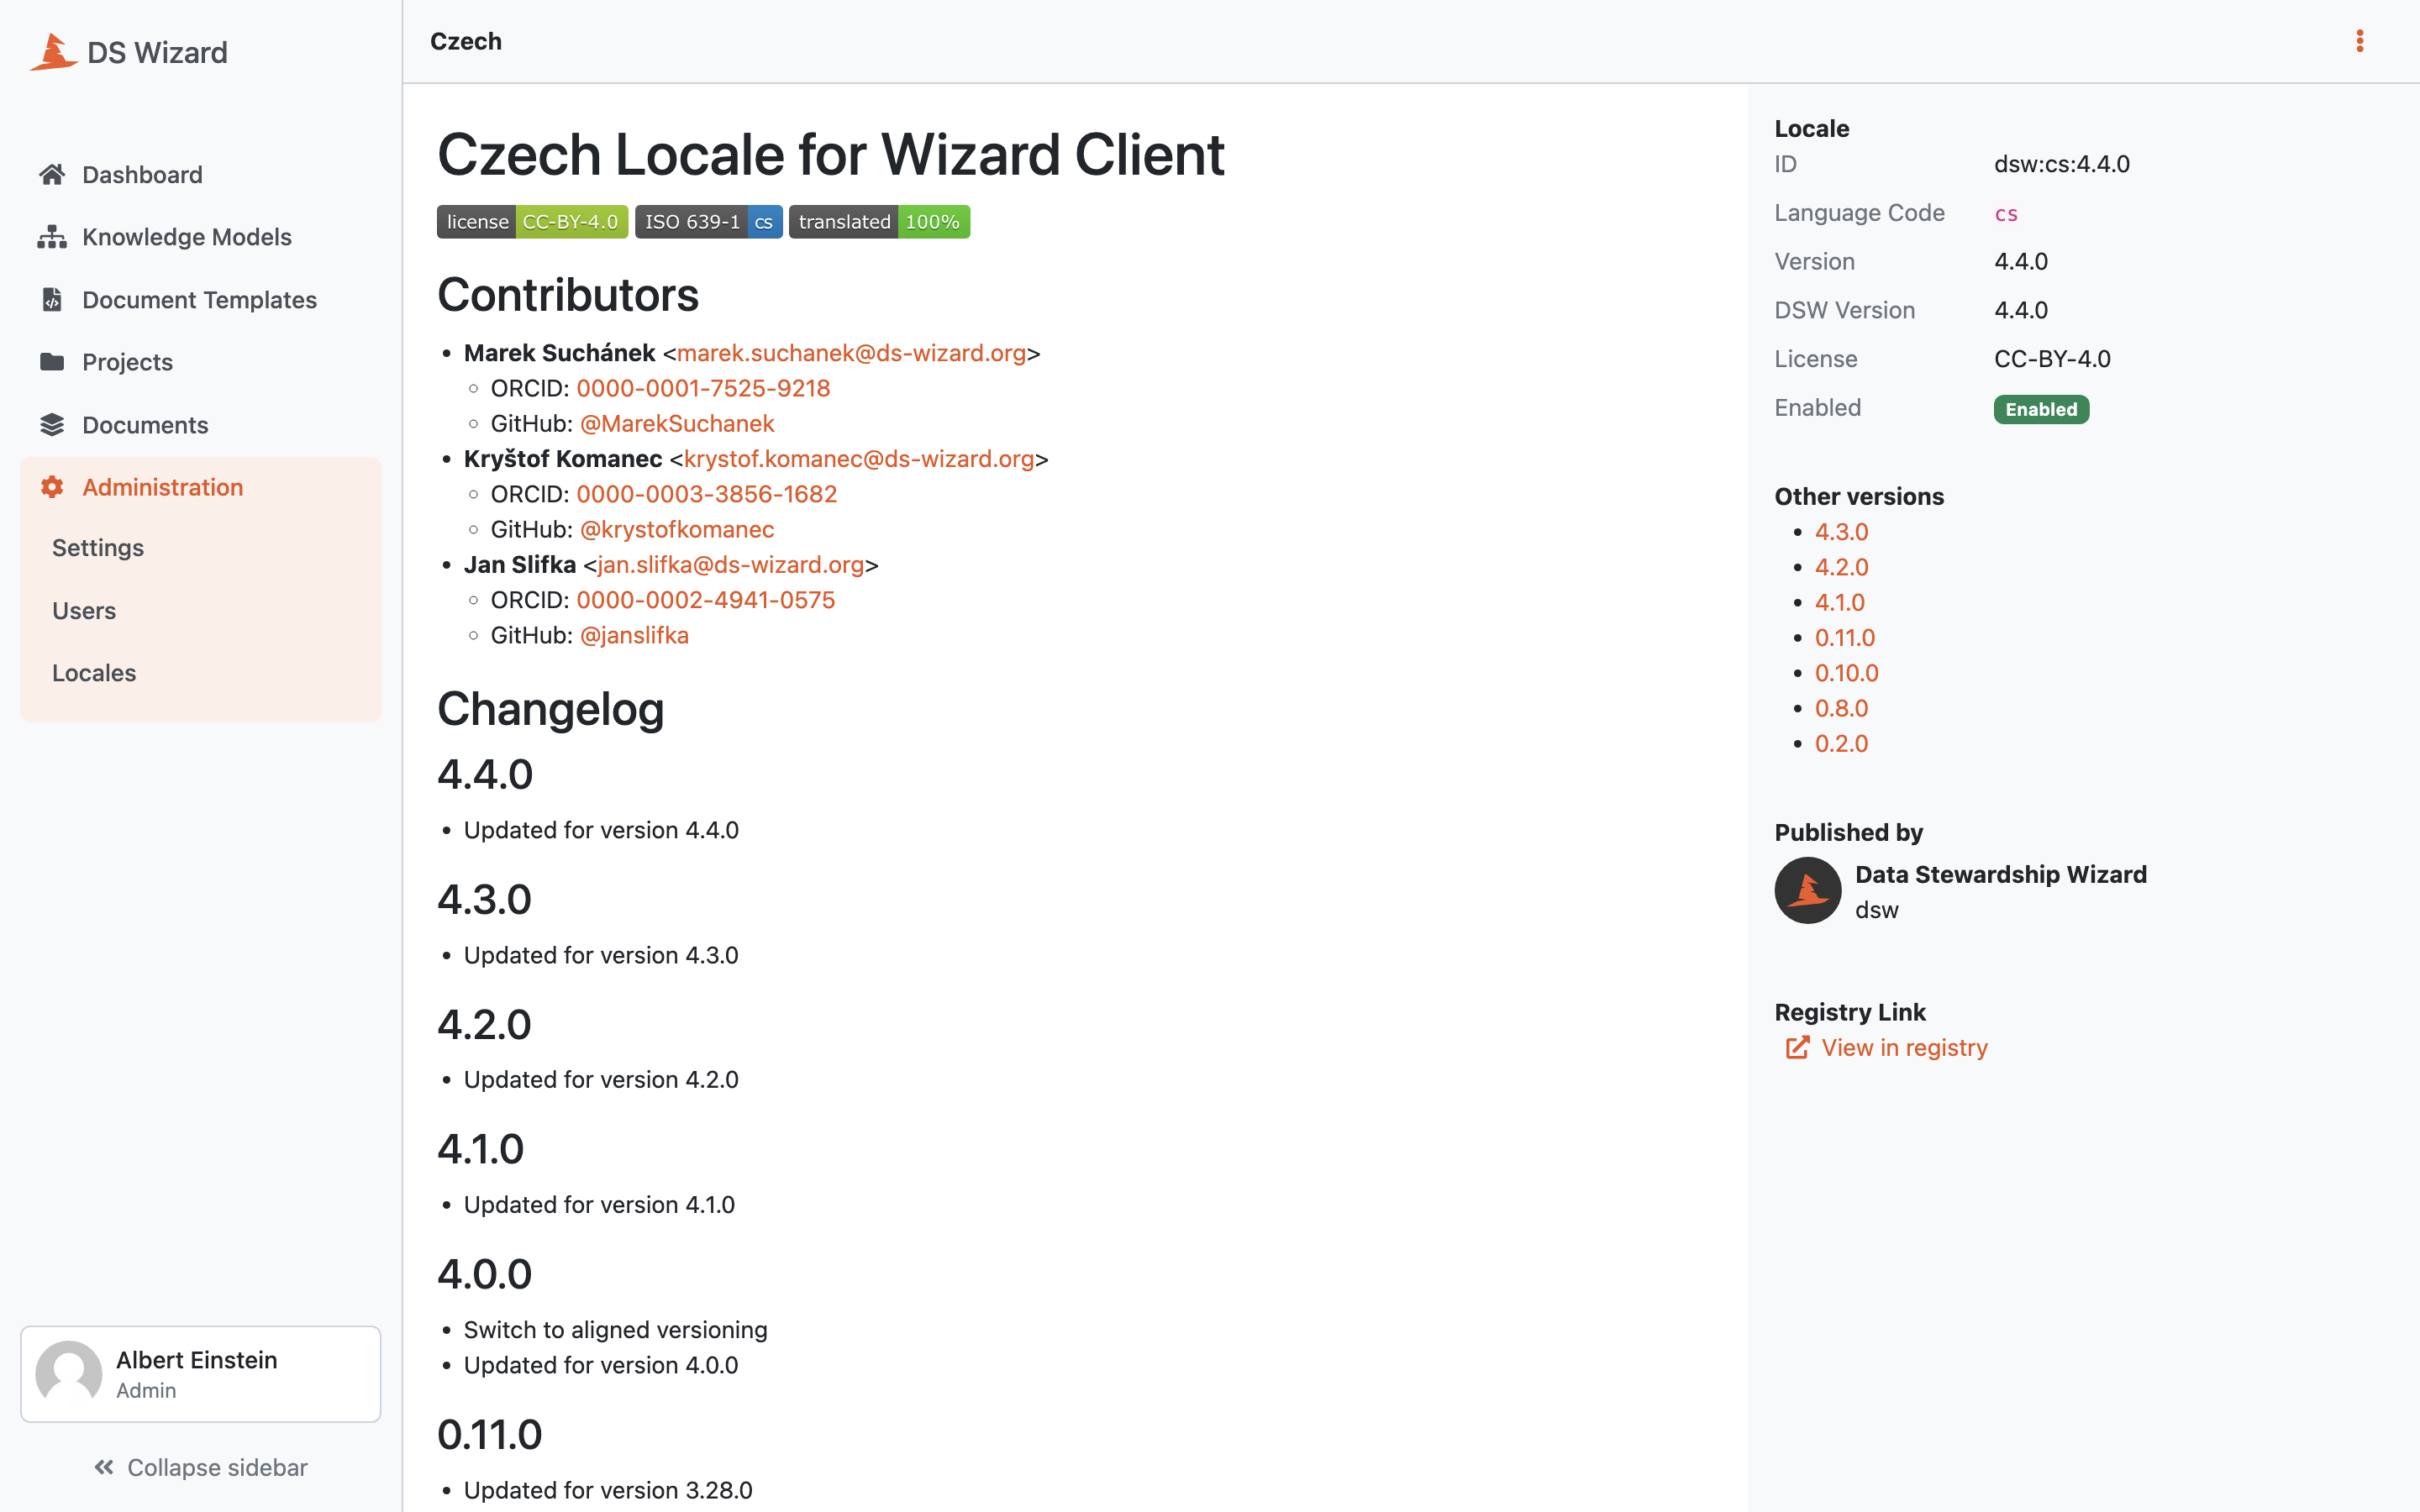 DS Wizard
Dashboard
Knowledge Models
Document Templates
Projects
Documents
Administration
Settings
Users
Locales
Albert Einstein
Admin
Collapse sidebar
Czech
Czech Locale for Wizard Client
license CC-BY-4.0 ISO 639-1 cs translated 100%
Contributors
• Marek Suchánek <marek.suchanek@ds-wizard.org>
◦ ORCID: 0000-0001-7525-9218
◦ GitHub: @MarekSuchanek
• Kryštof Komanec <krystof.komanec@ds-wizard.org>
◦ ORCID: 0000-0003-3856-1682
◦ GitHub: @krystofkomanec
• Jan Slifka <jan.slifka@ds-wizard.org>
◦ ORCID: 0000-0002-4941-0575
◦ GitHub: @janslifka
Changelog
4.4.0
• Updated for version 4.4.0
4.3.0
• Updated for version 4.3.0
4.2.0
• Updated for version 4.2.0
4.1.0
• Updated for version 4.1.0
4.0.0
• Switch to aligned versioning
• Updated for version 4.0.0
0.11.0
• Updated for version 3.28.0
Locale
ID dsw:cs:4.4.0
Language Code cs
Version 4.4.0
DSW Version 4.4.0
License CC-BY-4.0
Enabled Enabled
Other versions
• 4.3.0
• 4.2.0
• 4.1.0
• 0.11.0
• 0.10.0
• 0.8.0
• 0.2.0
Published by
Data Stewardship Wizard
dsw
Registry Link
View in registry